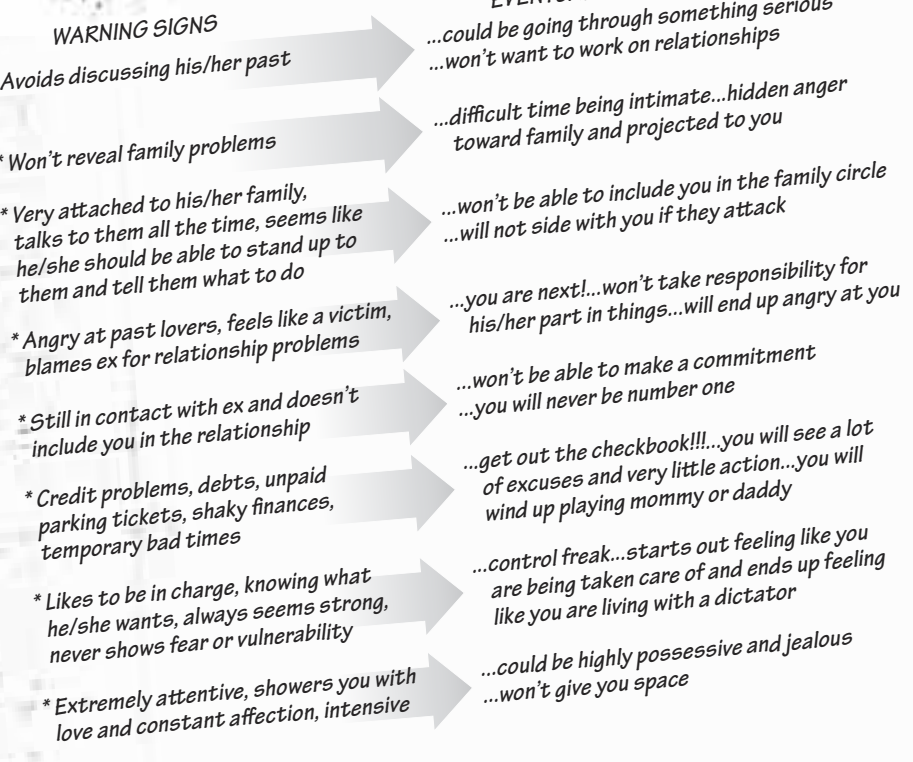 WARNING SIGNS
Avoids discussing his/her past
...could be going through something serious
...won't want to work on relationships
* Won't reveal family problems
...difficult time being intimate...hidden anger
toward family and projected to you
* Very attached to his/her family,
talks to them all the time, seems like
he/she should be able to stand up to
them and tell them what to do
...won't be able to include you in the family circle
...will not side with you if they attack
* Angry at past lovers, feels like a victim,
blames ex for relationship problems
...you are next!...won't take responsibility for
his/her part in things...will end up angry at you
* Still in contact with ex and doesn't
include you in the relationship
...won't be able to make a commitment
...you will never be number one
* Credit problems, debts, unpaid
parking tickets, shaky finances,
temporary bad times
...get out the checkbook!!!...you will see a lot
of excuses and very little action...you will
wind up playing mommy or daddy
* Likes to be in charge, knowing what
he/she wants, always seems strong,
never shows fear or vulnerability
...control freak...starts out feeling like you
are being taken care of and ends up feeling
like you are living with a dictator
* Extremely attentive, showers you with
love and constant affection, intensive
...could be highly possessive and jealous
...won't give you space